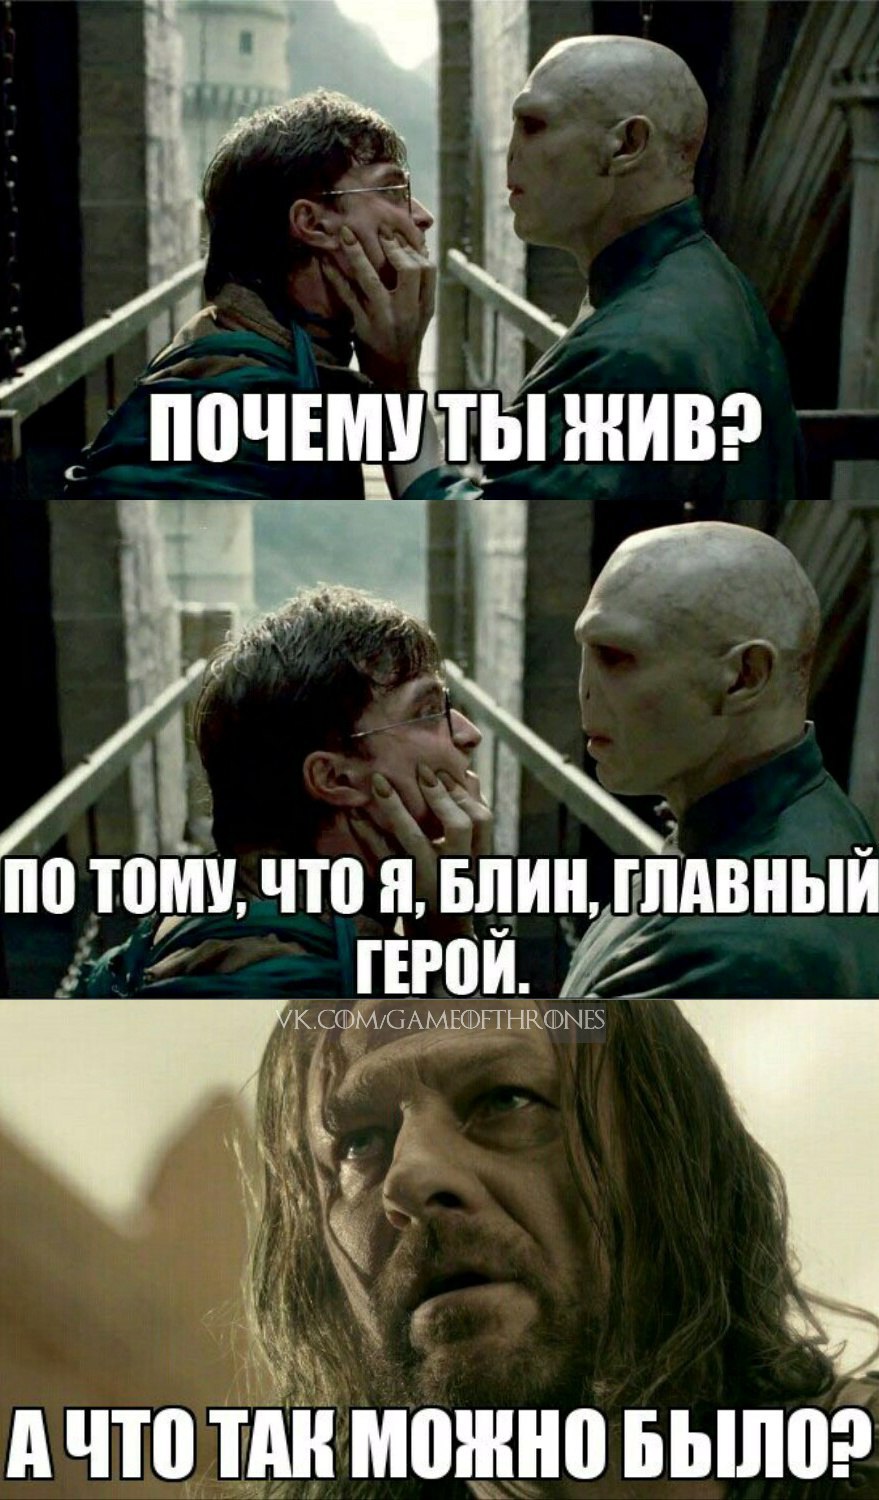 ПОЧЕМУ ТЫ ЖИВ?
ПО ТОМУ, ЧТО Я, БЛИН, ГЛАВНЫЙ
ГЕРОЙ.
VK.COM/GAMEOFTHRONES
А ЧТО ТАК МОЖНО БЫЛО?